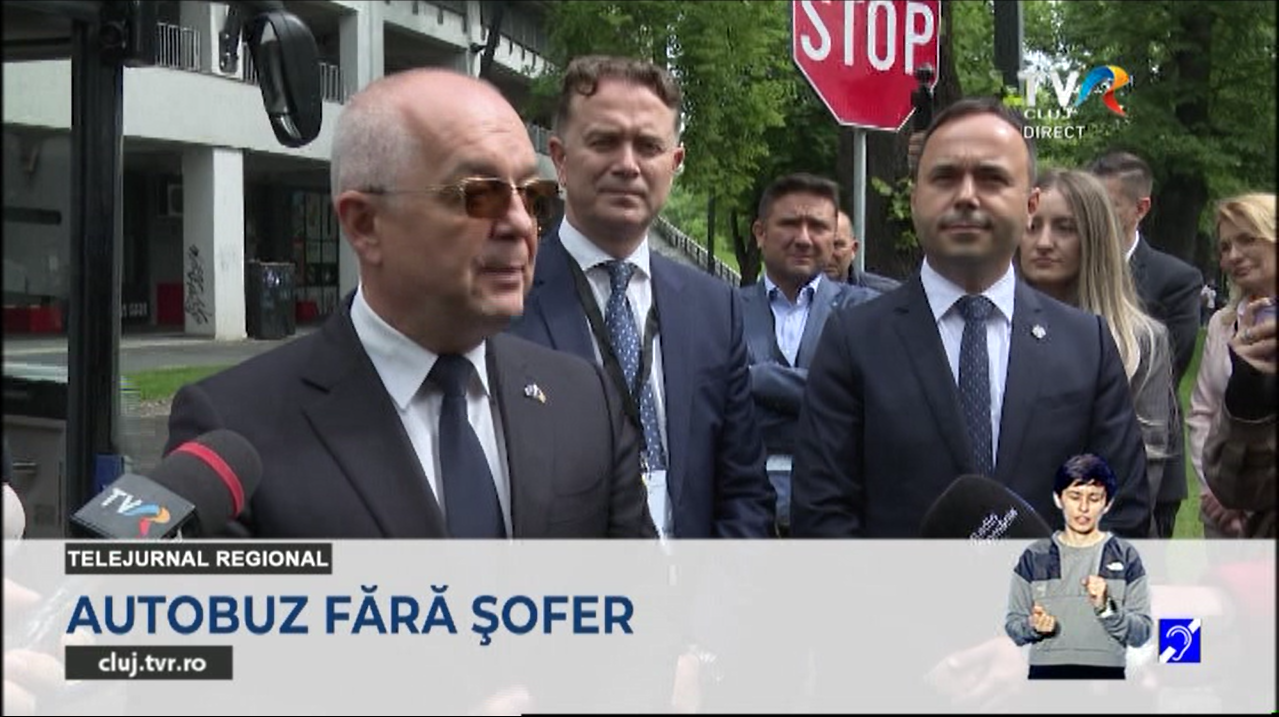 STOP
TVR
CLUJ
DIRECT
TVR
TELEJURNAL REGIONAL
AUTOBUZ FĂRĂ ŞOFER
cluj.tvr.ro